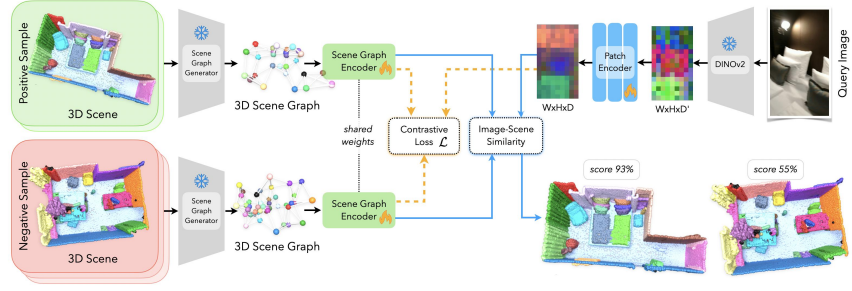 Positive Sample
3D Scene
Scene
Graph
Generator
3D Scene Graph
Scene Graph
Encoder
shared
weights
Contrastive
Loss ℒ
Image-Scene
Similarity
WxHxD
Patch
Encoder
WxHxD'
DINOv2
Query Image
Negative Sample
3D Scene
Scene
Graph
Generator
3D Scene Graph
Scene Graph
Encoder
score 93%
score 55%